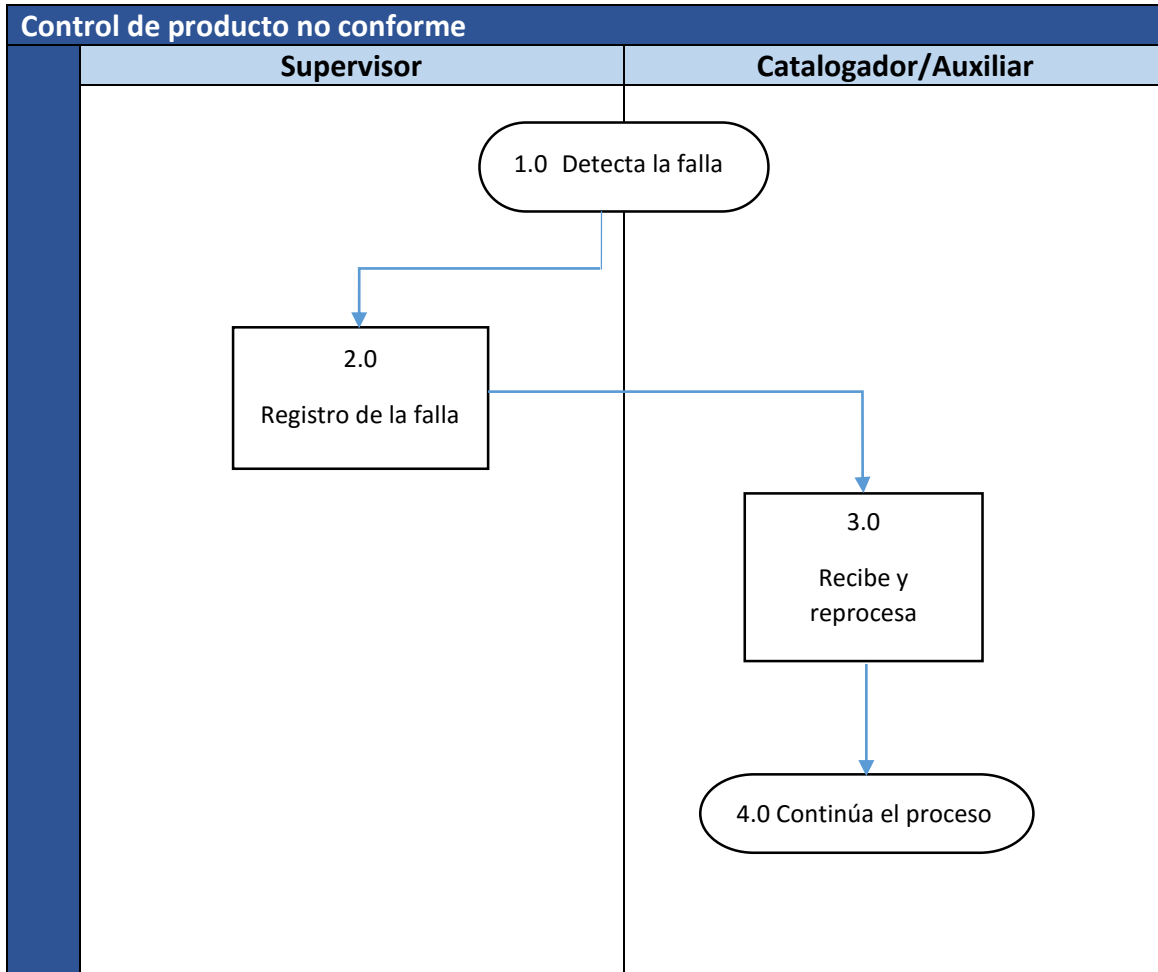 Control de producto no conforme
Supervisor
Catalogador/Auxiliar
1.0 Detecta la falla
2.0
Registro de la falla
3.0
Recibe y
reprocesa
4.0 Continúa el proceso